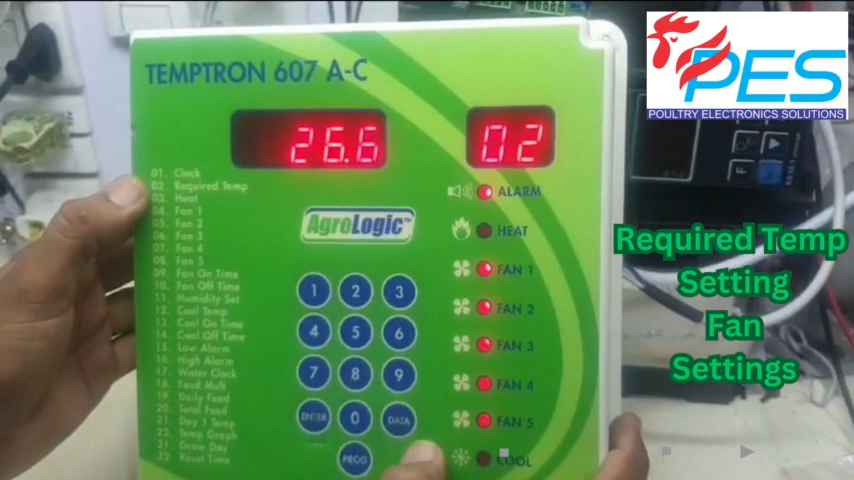 TEMPTRON 607 A-C
26.6
02
01. Clock
02. Required Temp
03. Heat
04. Fan 1
05. Fan 2
06. Fan 3
07. Fan 4
08. Fan 5
09. Fan On Time
10. Fan Off Time
11. Humidity Set
12. Cool Temp
13. Cool On Time
14. Cool Off Time
15. Low Alarm
16. High Alarm
17. Water Clock
18. Feed Mult
19. Daily Feed
20. Total Feed
21. Day 1 Temp
22. Temp Graph
31. Grow Day
32. Reset Time
AgroLogic™
1 2 3
4 5 6
7 8 9
ENTER 0 DATA
PROG
ALARM
HEAT
FAN 1
FAN 2
FAN 3
FAN 4
FAN 5
COOL
PES
POULTRY ELECTRONICS SOLUTIONS
F
Required Temp
Setting
Fan
Settings